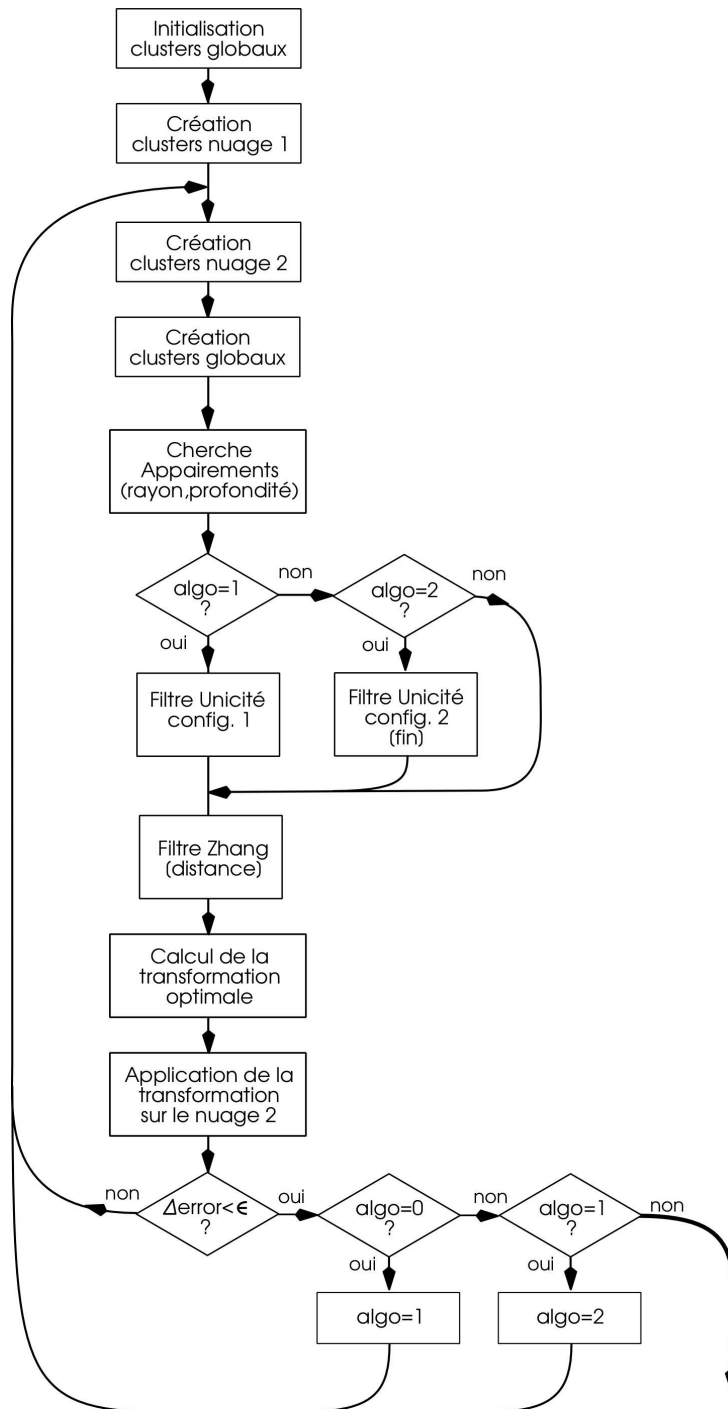 Initialisation
clusters globaux
Création
clusters nuage 1
Création
clusters nuage 2
Création
clusters globaux
Cherche
Appairements
(rayon,profondité)
algo=1
?
non
oui
algo=2
?
non
oui
Filtre Unicité
config. 1
Filtre Unicité
config. 2
(fin)
Filtre Zhang
(distance)
Calcul de la
transformation
optimale
Application de la
transformation
sur le nuage 2
Δerror<ϵ
?
non
oui
algo=0
?
non
oui
algo=1
?
non
oui
algo=1
algo=2